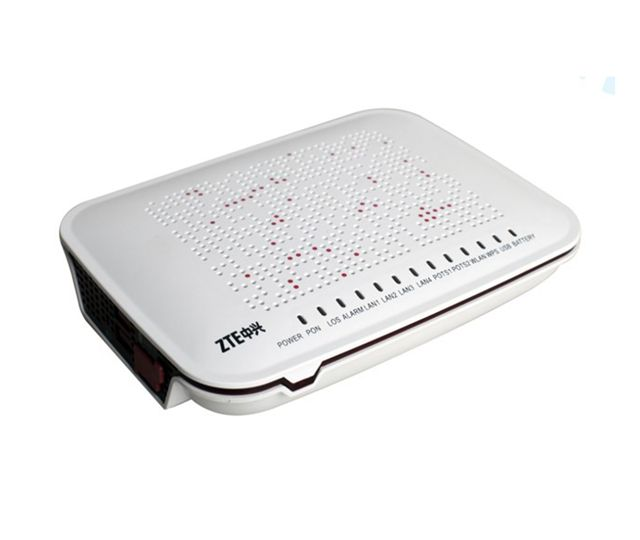 ZTE中兴
POWER PON LOS ALARM LAN1 LAN2 LAN3 LAN4 POTS1 POTS2 WLAN WPS USB BATTERY